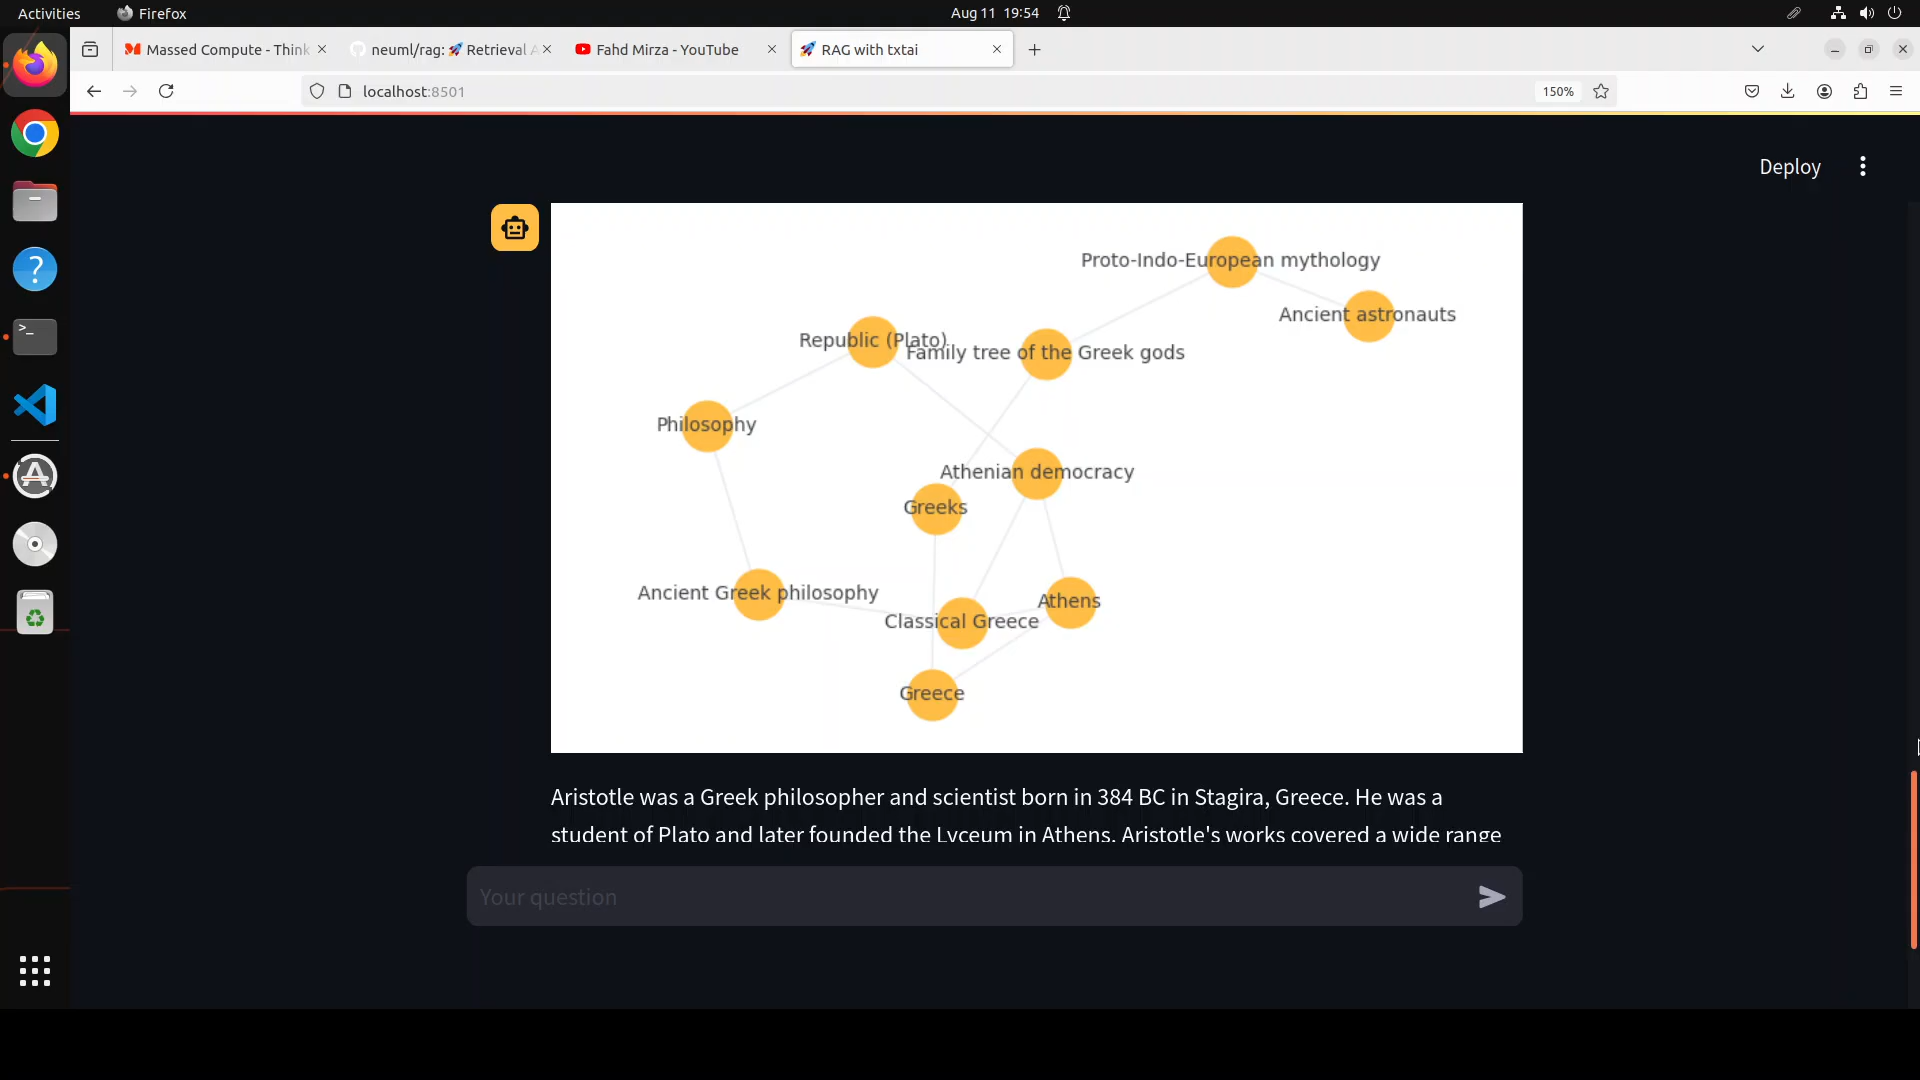 Activities
Firefox
Aug 11 19:54
Massed Compute - Think
neuml/rag: 🚀 Retrieval A
Fahd Mirza - YouTube
RAG with txtai
localhost:8501
150%
Deploy
Proto-Indo-European mythology
Ancient astronauts
Republic (Plato)
Family tree of the Greek gods
Philosophy
Athenian democracy
Greeks
Ancient Greek philosophy
Athens
Classical Greece
Greece
Aristotle was a Greek philosopher and scientist born in 384 BC in Stagira, Greece. He was a
student of Plato and later founded the Lyceum in Athens. Aristotle's works covered a wide range
Your question